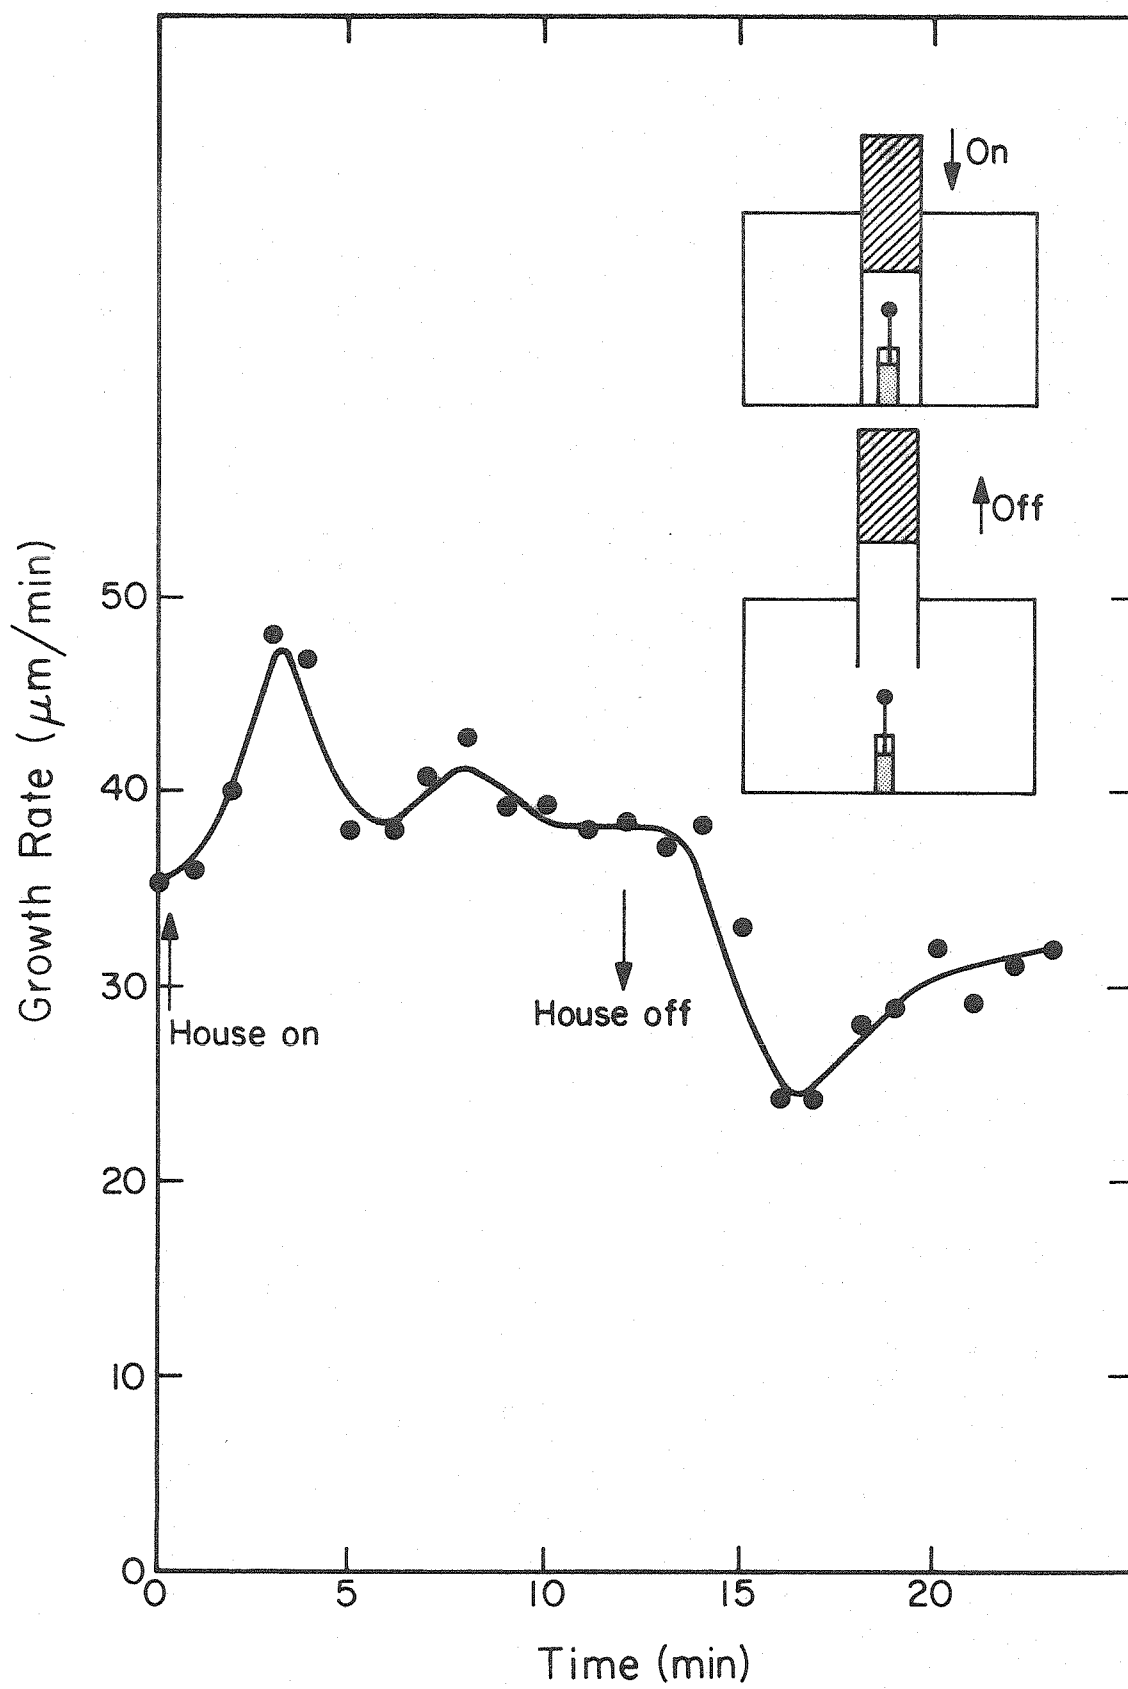 On
Off
Growth Rate (μm/min)
50
40
30
20
10
0
House on
House off
0 5 10 15 20
Time (min)